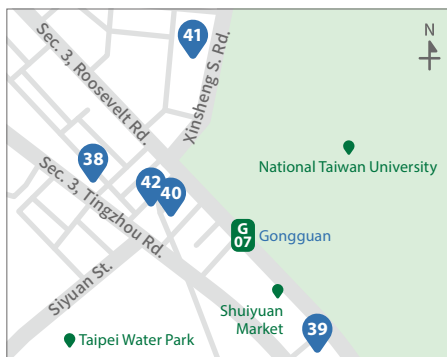 41
N
Sec. 3, Roosevelt Rd.
Xinsheng S. Rd.
National Taiwan University
38
Sec. 3, Tingzhou Rd.
42
40
G
07
Gongguan
Siyuan St.
Shuiyuan
Market
39
Taipei Water Park